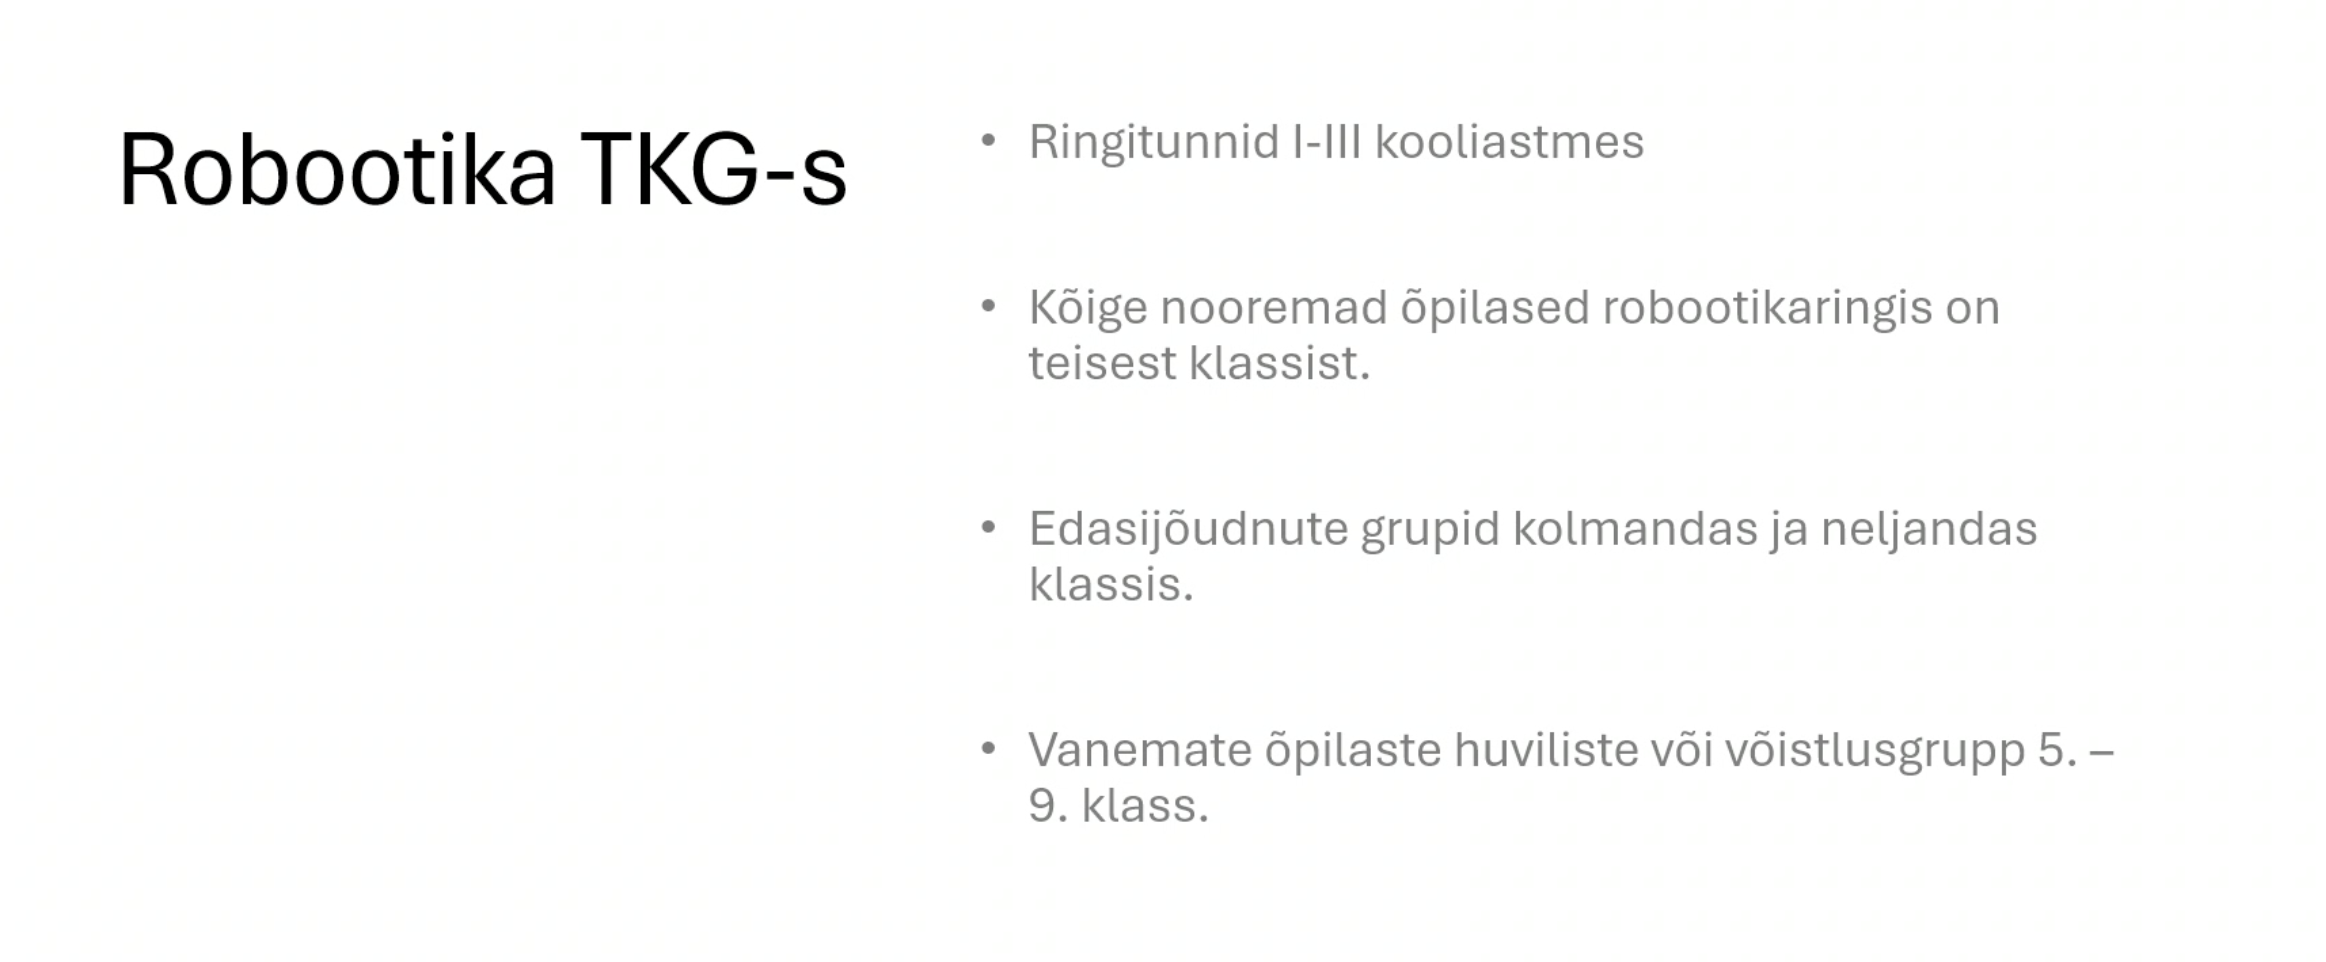 Robootika TKG-s
• Ringitunnid I-III kooliastmes
• Kõige nooremad õpilased robootikaringis on
teisest klassist.
• Edasijõudnute grupid kolmandas ja neljandas
klassis.
• Vanemate õpilaste huviliste või võistlusgrupp 5. –
9. klass.